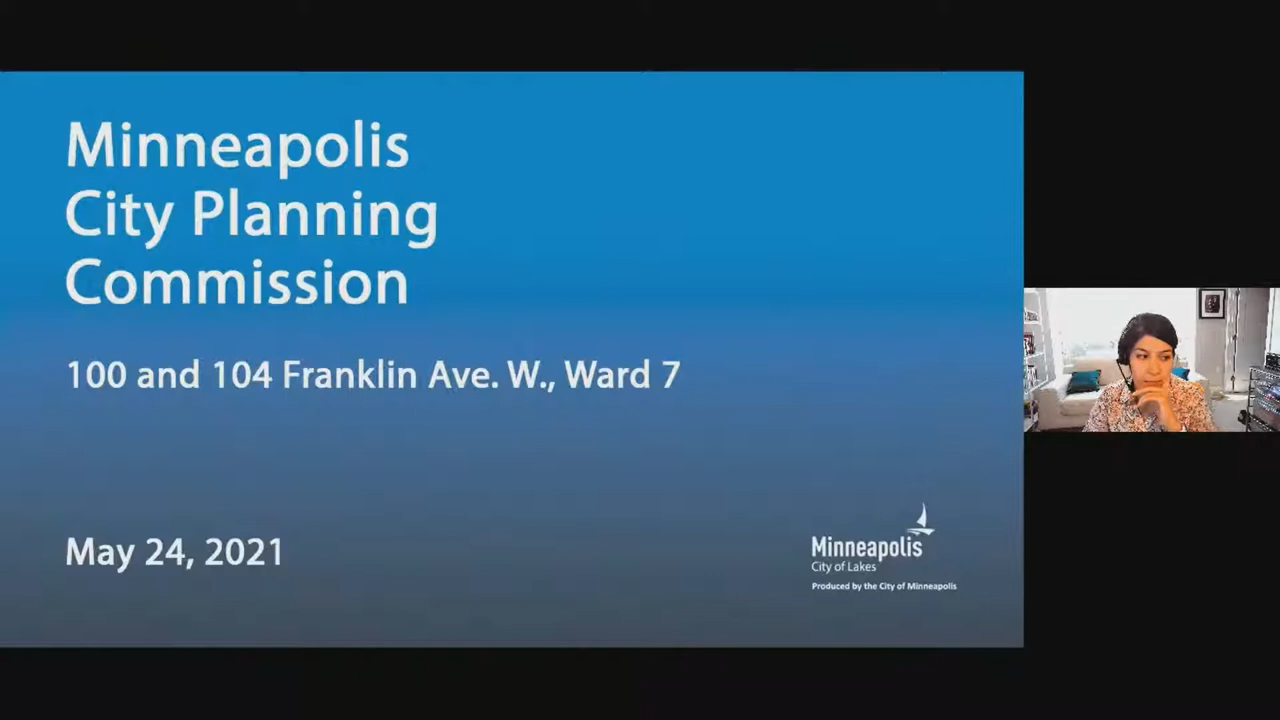 Minneapolis
City Planning
Commission
100 and 104 Franklin Ave. W., Ward 7
May 24, 2021
Minneapolis
City of Lakes
Produced by the City of Minneapolis